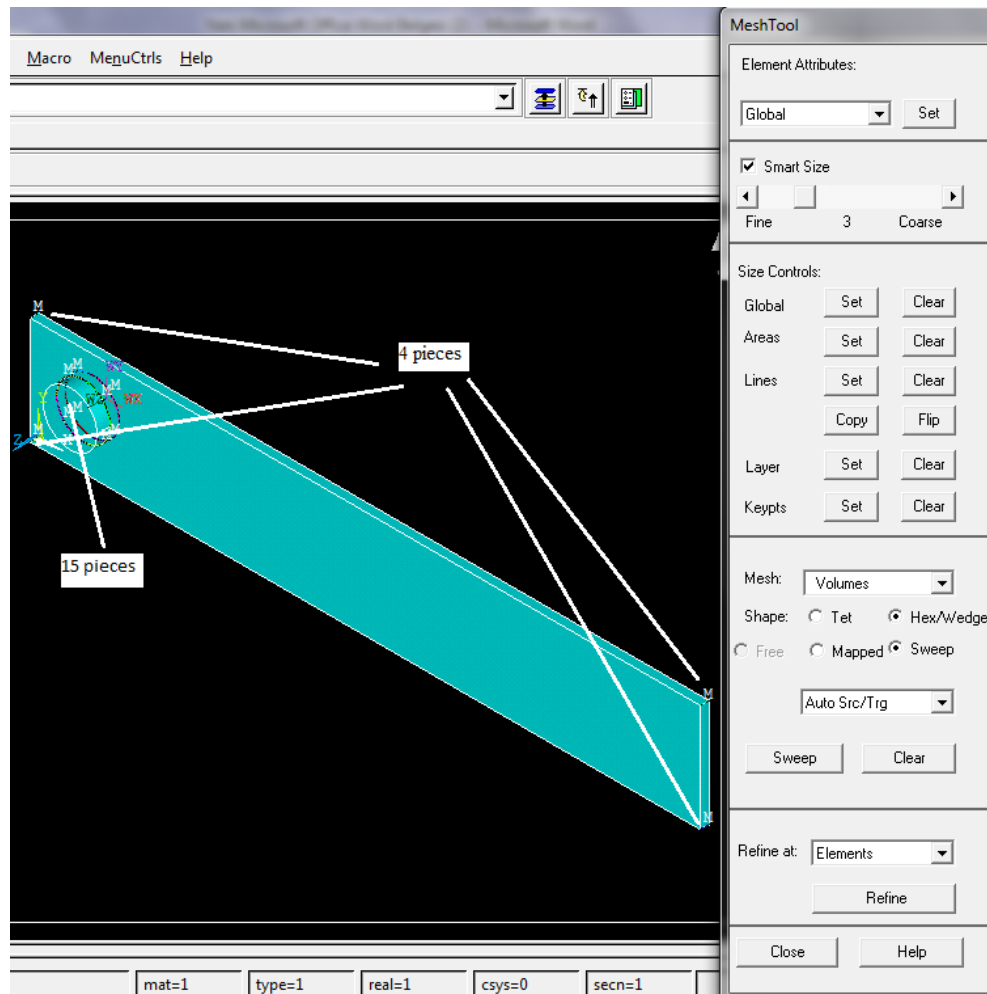 MeshTool
Macro MenuCtrls Help
Element Attributes:
Global Set
Smart Size
Fine 3 Coarse
Size Controls:
Global Set Clear
Areas Set Clear
Lines Set Clear
Copy Flip
Layer Set Clear
Keypts Set Clear
M
4 pieces
M M
WY
M M
Y
WZ
WX
M M
Z
M
M
M
15 pieces
M
M
Mesh: Volumes
Shape: Tet Hex/Wedge
Free Mapped Sweep
Auto Src/Trg
Sweep Clear
Refine at: Elements
Refine
Close Help
mat=1 type=1 real=1 csys=0 secn=1